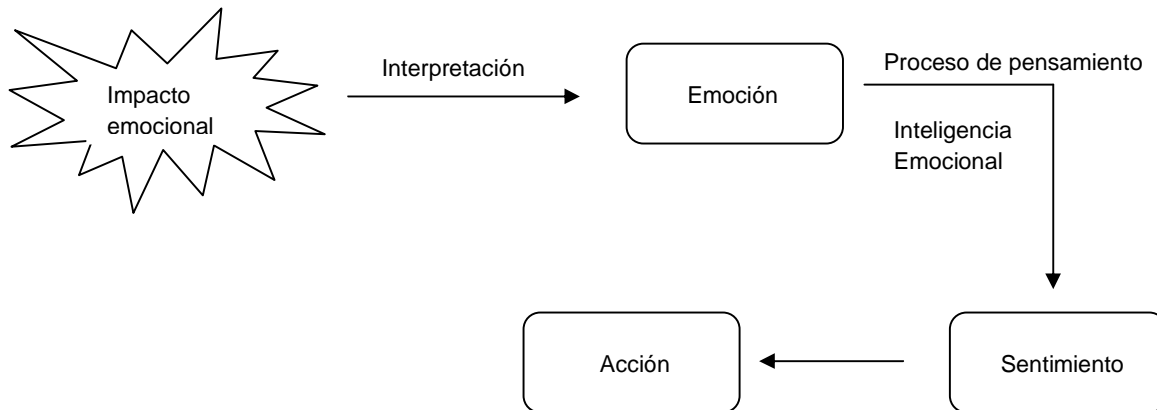 Impacto
emocional
Interpretación
Emoción
Proceso de pensamiento
Inteligencia
Emocional
Acción
Sentimiento